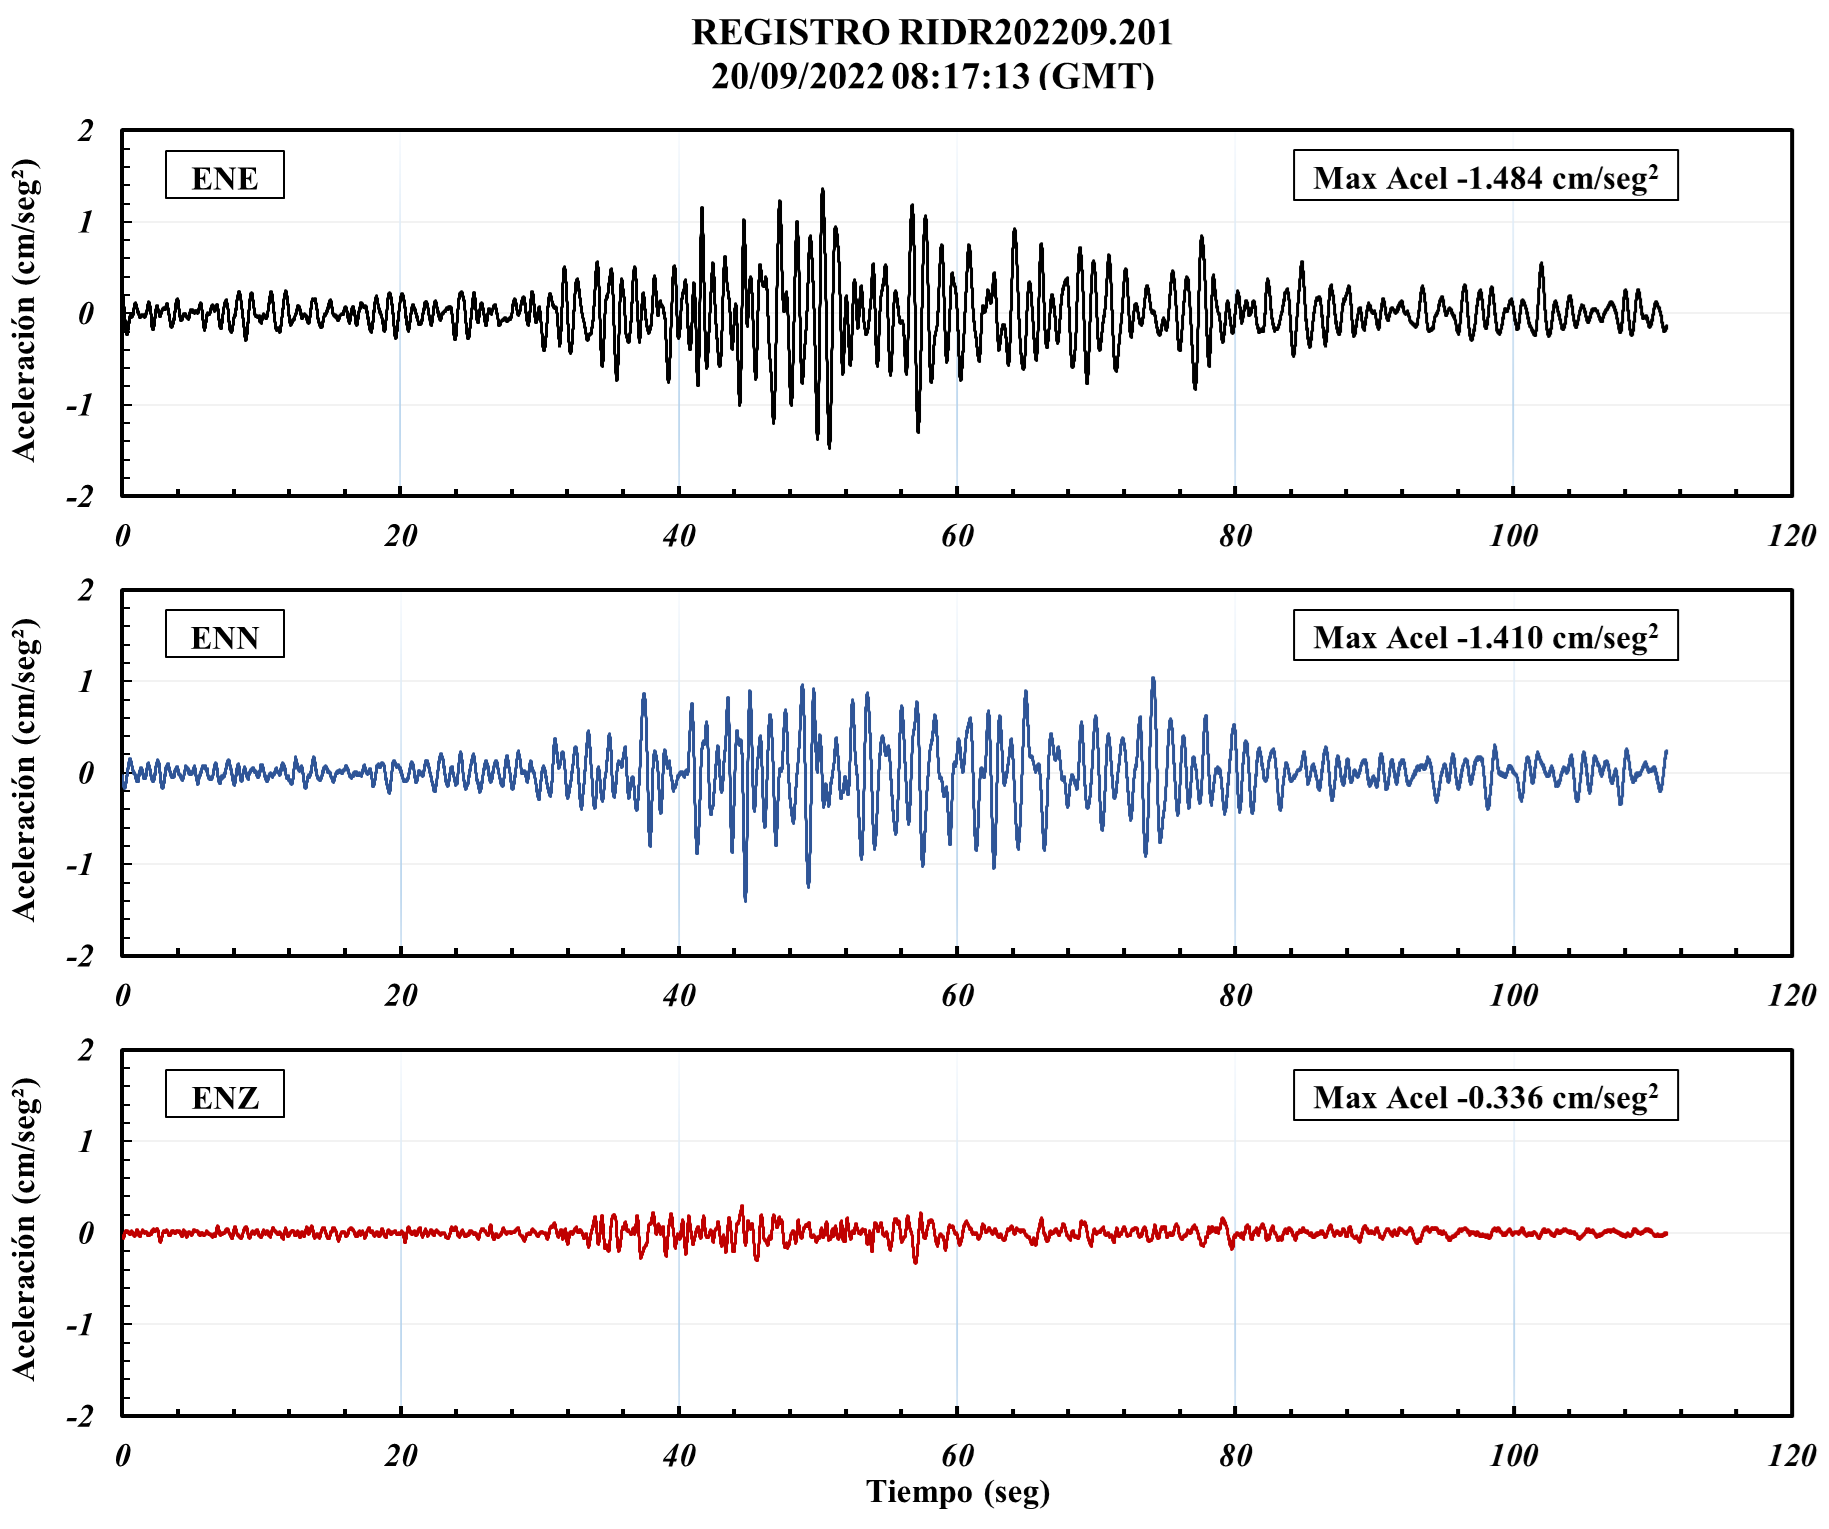 REGISTRO RIDR202209.201
20/09/2022 08:17:13 (GMT)
Aceleración (cm/seg²)
2
1
0
-1
-2
ENE
Max Acel -1.484 cm/seg²
0 20 40 60 80 100 120
Aceleración (cm/seg²)
2
1
0
-1
-2
ENN
Max Acel -1.410 cm/seg²
0 20 40 60 80 100 120
Aceleración (cm/seg²)
2
1
0
-1
-2
ENZ
Max Acel -0.336 cm/seg²
0 20 40 60 80 100 120
Tiempo (seg)